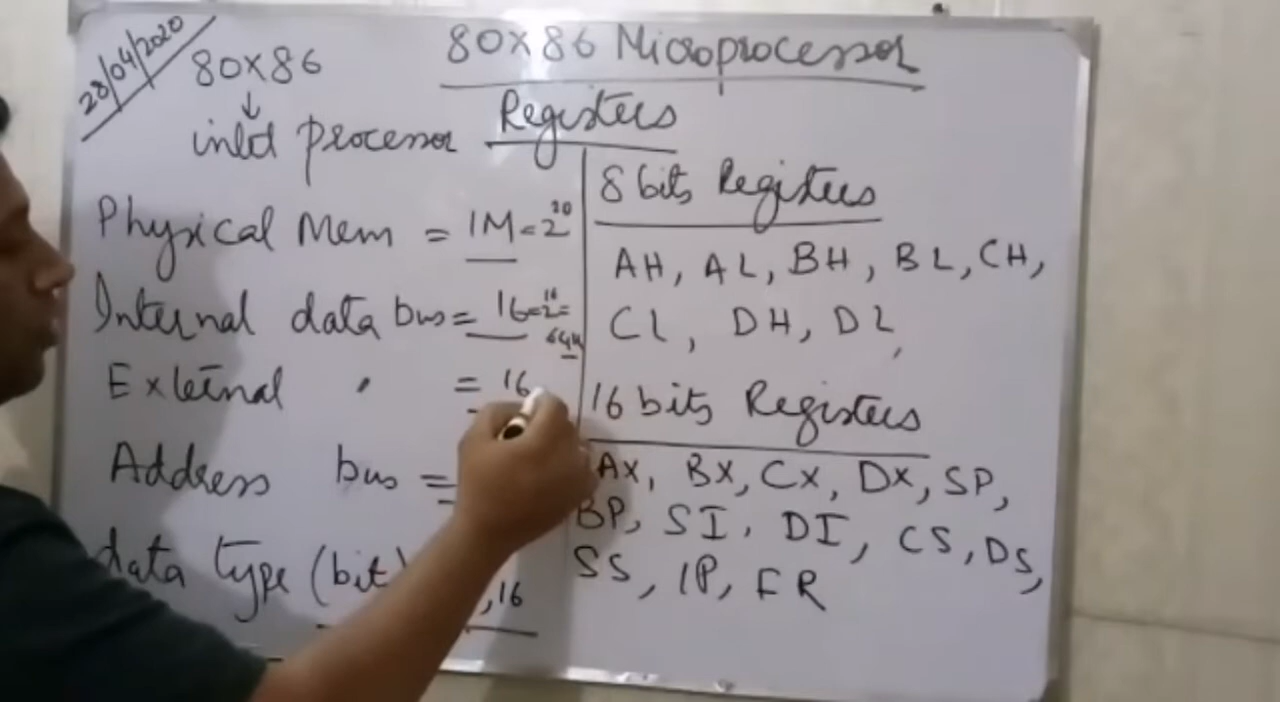 28/04/2020
80x86 Microprocessor
80x86
↓
Registers
processor
Physical Mem = 1M = 2^20
Internal data bus = 16 = 2^16 = 64K
External " = 16
Address bus =
data type (bit) ,16
8 bits Registers
AH, AL, BH, BL, CH,
CL, DH, DL,
16 bits Registers
AX, BX, CX, DX, SP,
BP, SI, DI, CS, DS,
SS, IP, FR